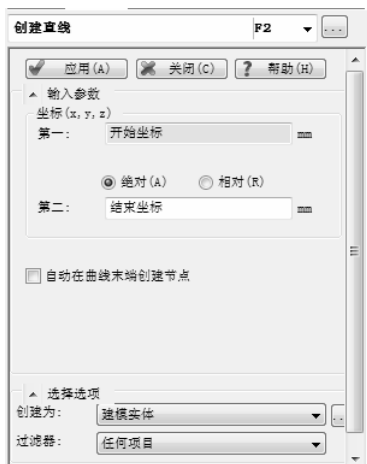 创建直线 F2 ...
应用(A) 关闭(C) ? 帮助(H)
输入参数
坐标(x,y,z)
第一: 开始坐标 mm
绝对(A) 相对(R)
第二: 结束坐标 mm
自动在曲线末端创建节点
选择选项
创建为: 建模实体 ..
过滤器: 任何项目